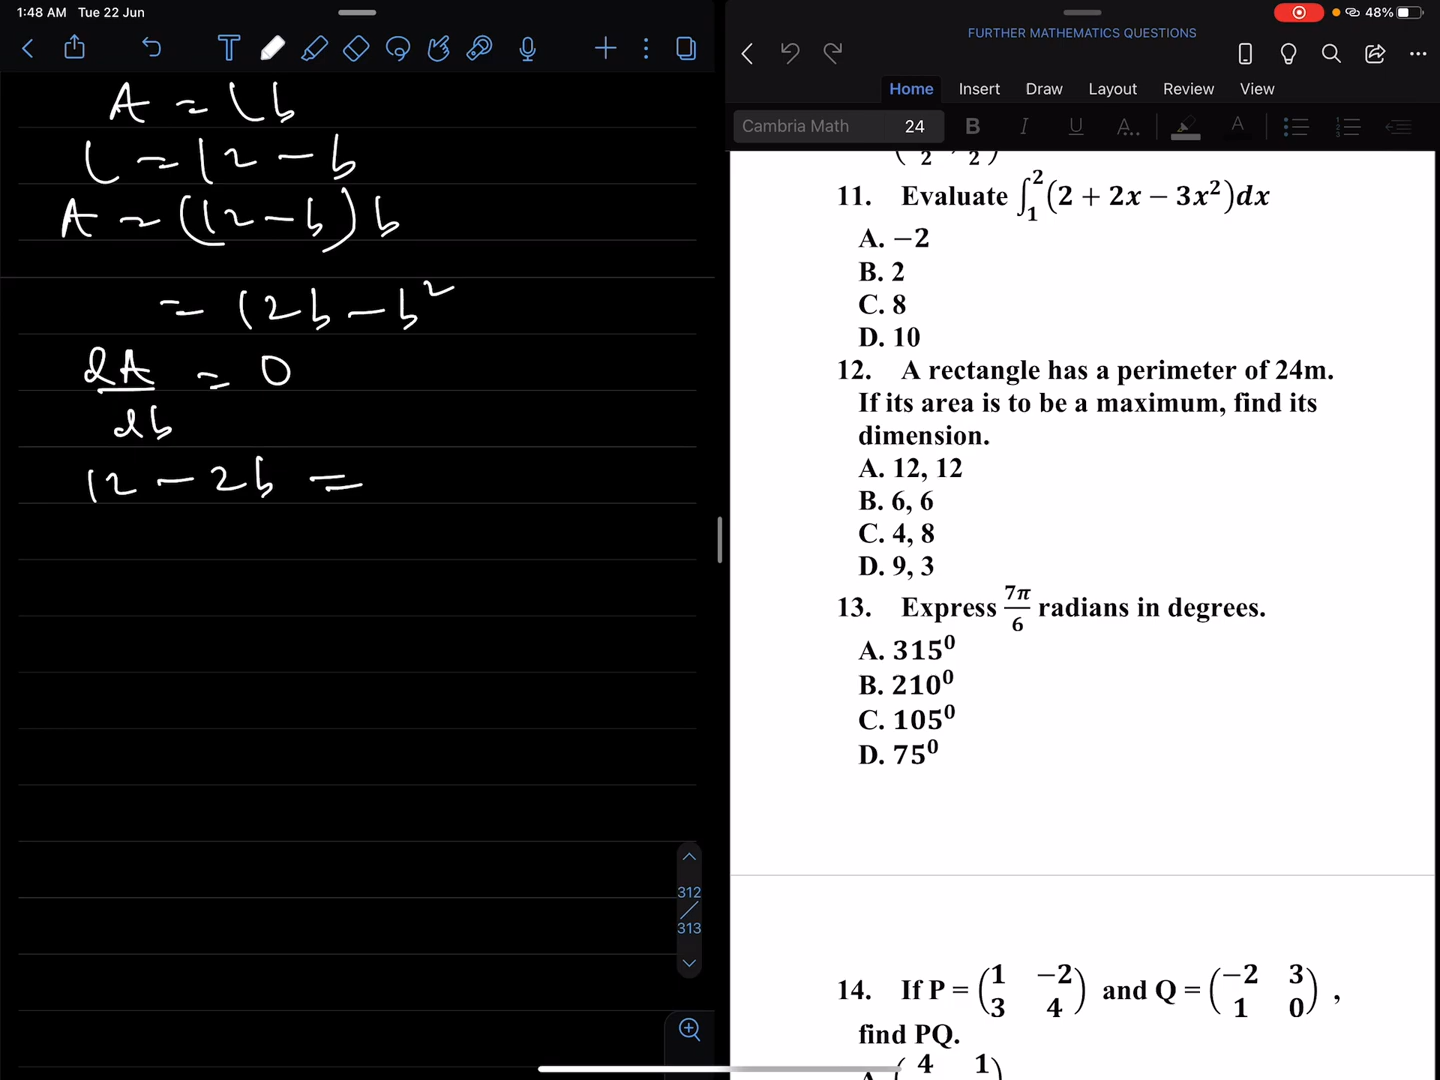 1:48 AM Tue 22 Jun
A = lb
l = 12 - b
A = (12 - b) b
= 12b - b²
dA/db = 0
12 - 2b =
312
313
48%
FURTHER MATHEMATICS QUESTIONS
Home Insert Draw Layout Review View
Cambria Math 24 B I U A.. A
2 , 2 )
11. Evaluate ∫₁²(2 + 2x − 3x²)dx
A. −2
B. 2
C. 8
D. 10
12. A rectangle has a perimeter of 24m.
If its area is to be a maximum, find its
dimension.
A. 12, 12
B. 6, 6
C. 4, 8
D. 9, 3
13. Express 7π/6 radians in degrees.
A. 315⁰
B. 210⁰
C. 105⁰
D. 75⁰
14. If P = (1 −2
3 4) and Q = (−2 3
1 0) ,
find PQ.
A. ( 4 1 )